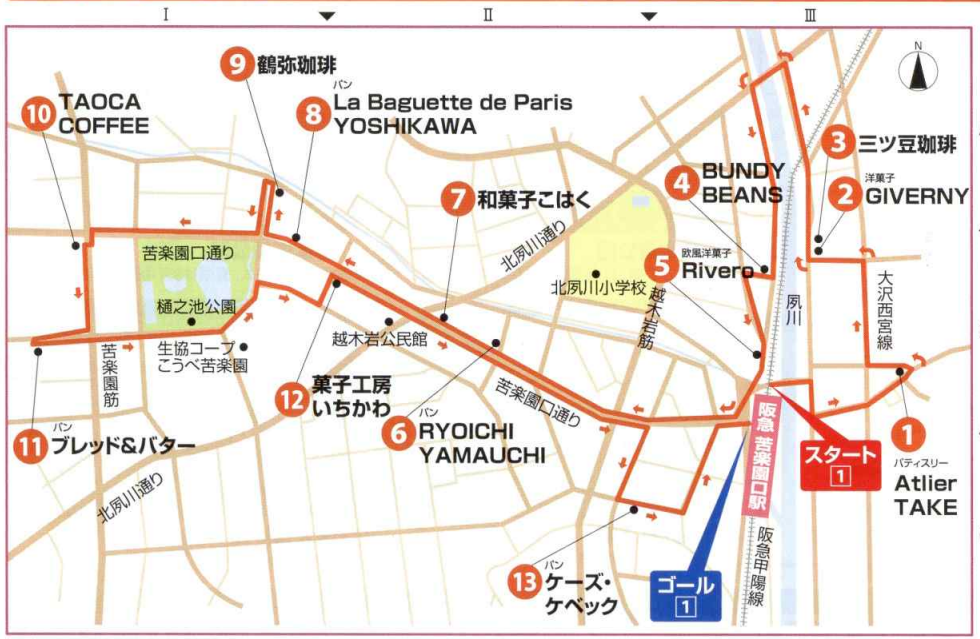 Ⅰ
Ⅱ
Ⅲ
N
9 鶴弥珈琲
10 TAOCA
COFFEE
パン
8 La Baguette de Paris
YOSHIKAWA
7 和菓子こはく
4 BUNDY
BEANS
3 三ツ豆珈琲
洋菓子
2 GIVERNY
欧風洋菓子
5 Rivero
北夙川通り
北夙川小学校
越木岩筋
夙川
大沢西宮線
苦楽園口通り
樋之池公園
生協コープ
こうべ苦楽園
越木岩公民館
苦楽園筋
パン
11 ブレッド&バター
12 菓子工房
いちかわ
パン
6 RYOICHI
YAMAUCHI
苦楽園口通り
北夙川通り
阪急 苦楽園口駅
スタート
1
1
パティスリー
Atlier
TAKE
パン
13 ケーズ・
ケベック
ゴール
1
阪急甲陽線